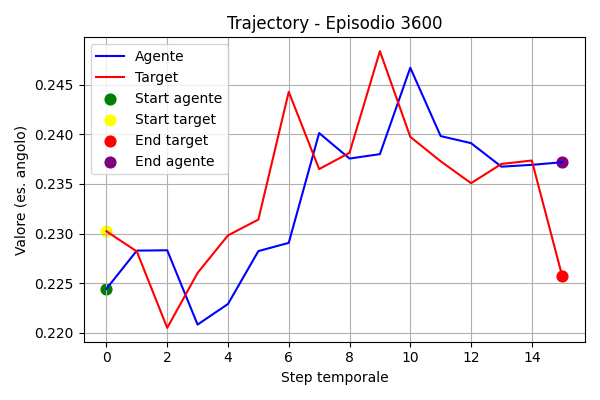 Trajectory - Episodio 3600
Agente
Target
Start agente
Start target
End target
End agente
Valore (es. angolo)
0.245
0.240
0.235
0.230
0.225
0.220
0 2 4 6 8 10 12 14
Step temporale